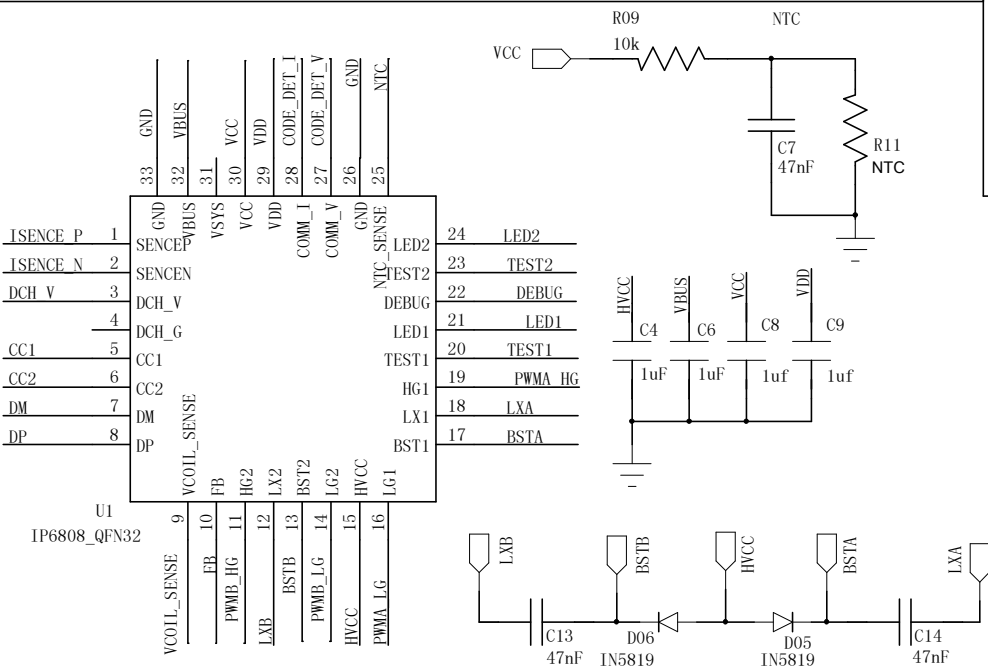 R09
NTC
10k
VCC
C7
47nF
R11
NTC
GND
VBUS
VCC
VDD
CODE_DET_I
CODE_DET_V
GND
NTC
33
32
31
30
29
28
27
26
25
GND
VBUS
VSYS
VCC
VDD
COMM_I
COMM_V
GND
NTC_SENSE
ISENCE_P
1
SENCEP
ISENCE_N
2
SENCEN
DCH_V
3
DCH_V
4
DCH_G
CC1
5
CC1
CC2
6
CC2
DM
7
DM
DP
8
DP
LED2
24
LED2
TEST2
23
TEST2
DEBUG
22
DEBUG
LED1
21
LED1
TEST1
20
TEST1
HG1
19
PWMA_HG
LX1
18
LXA
BST1
17
BSTA
VCOIL_SENSE
FB
HG2
LX2
BST2
LG2
HVCC
LG1
9
10
11
12
13
14
15
16
VCOIL_SENSE
FB
PWMB_HG
LXB
BSTB
PWMB_LG
HVCC
PWMA_LG
U1
IP6808_QFN32
HVCC
VBUS
VCC
VDD
C4
C6
C8
C9
1uF
1uF
1uf
1uf
LXB
BSTB
HVCC
BSTA
LXA
C13
47nF
D06
IN5819
D05
IN5819
C14
47nF